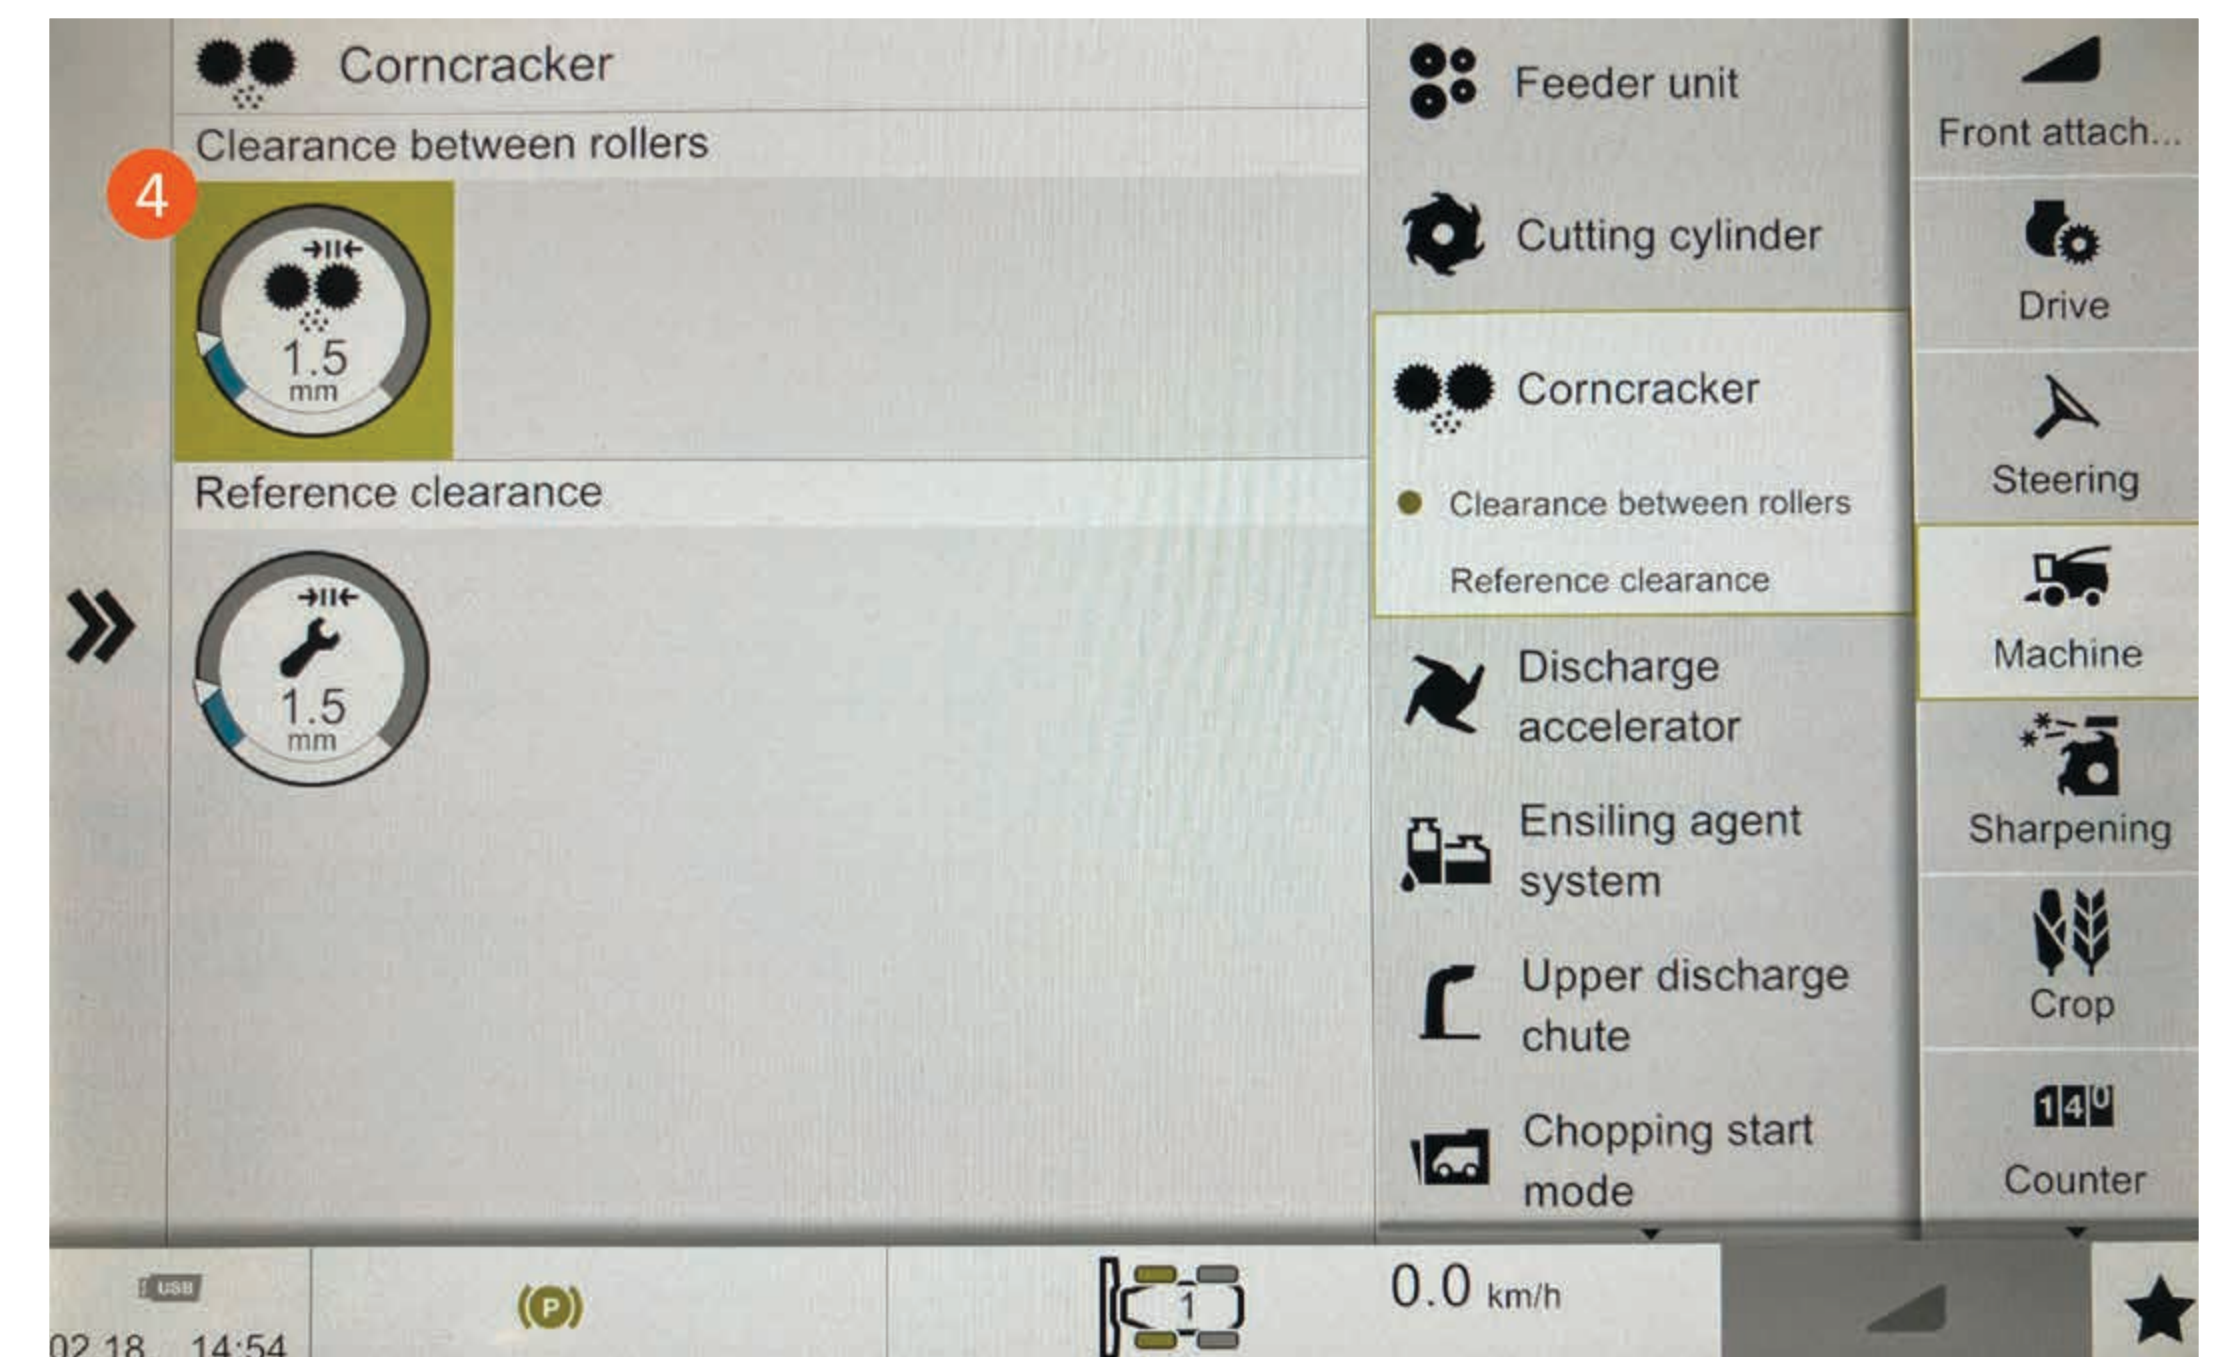 Corncracker
Clearance between rollers
4
1.5
mm
Reference clearance
1.5
mm
Feeder unit
Cutting cylinder
Corncracker
Clearance between rollers
Reference clearance
Discharge
accelerator
Ensiling agent
system
Upper discharge
chute
Chopping start
mode
Front attach...
Drive
Steering
Machine
Sharpening
Crop
140
Counter
USB
02.18 14:54
P
1
0.0 km/h